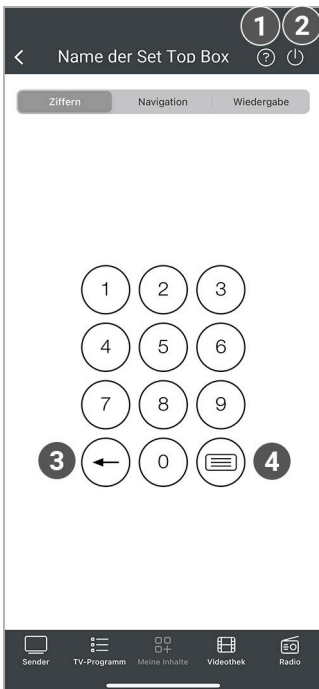 1 2
< Name der Set Top Box ?
Ziffern Navigation Wiedergabe
1 2 3
4 5 6
7 8 9
3 ← 0 4
Sender TV-Programm Meine Inhalte Videothek Radio